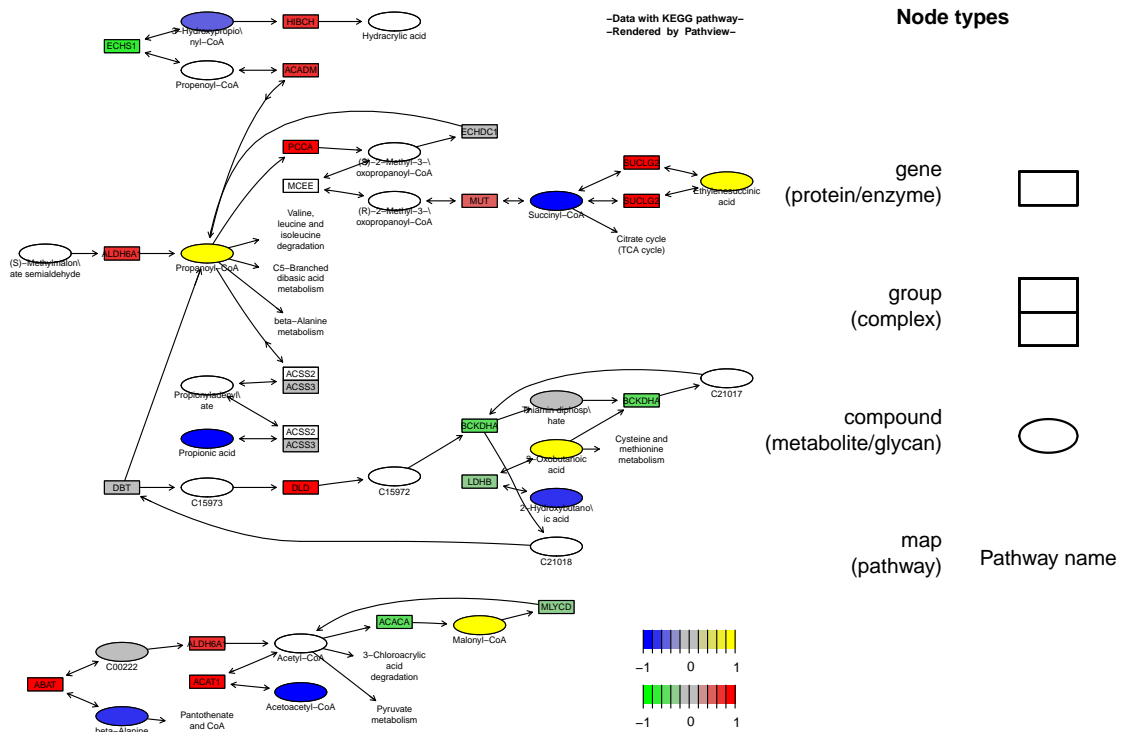 HIBCH
−Data with KEGG pathway−
−Rendered by Pathview−
Node types
3−Hydroxypropio\
nyl−CoA
Hydracrylic acid
ECHS1
ACADM
Propenoyl−CoA
ECHDC1
PCCA
(S)−2−Methyl−3−\
oxopropanoyl−CoA
SUCLG2
gene
(protein/enzyme)
MCEE
Ethylenesuccinic
acid
(R)−2−Methyl−3−\
oxopropanoyl−CoA
MUT
Succinyl−CoA
SUCLG2
Valine,
leucine and
isoleucine
degradation
Citrate cycle
(TCA cycle)
ALDH6A1
(S)−Methylmalon\
ate semialdehyde
Propanoyl−CoA
C5−Branched
dibasic acid
metabolism
group
(complex)
beta−Alanine
metabolism
ACSS2
ACSS3
Propionyladenyl\
ate
C21017
Thiamin diphosp\
hate
BCKDHA
BCKDHA
compound
(metabolite/glycan)
ACSS2
ACSS3
Propionic acid
2−Oxobutanoic
acid
Cysteine and
methionine
metabolism
DBT
C15973
DLD
C15972
LDHB
2−Hydroxybutano\
ic acid
C21018
map
(pathway)
Pathway name
MLYCD
ACACA
Malonyl−CoA
C00222
ALDH6A1
Acetyl−CoA
3−Chloroacrylic
acid
degradation
−1
0
1
ABAT
ACAT1
Acetoacetyl−CoA
Pyruvate
metabolism
beta−Alanine
Pantothenate
and CoA
−1
0
1